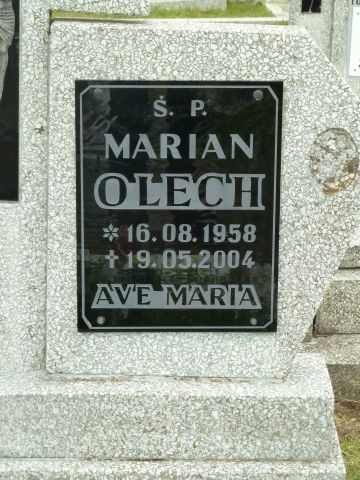 Ś. P.
MARIAN
OLECH
* 16.08.1958
† 19.05.2004
AVE MARIA